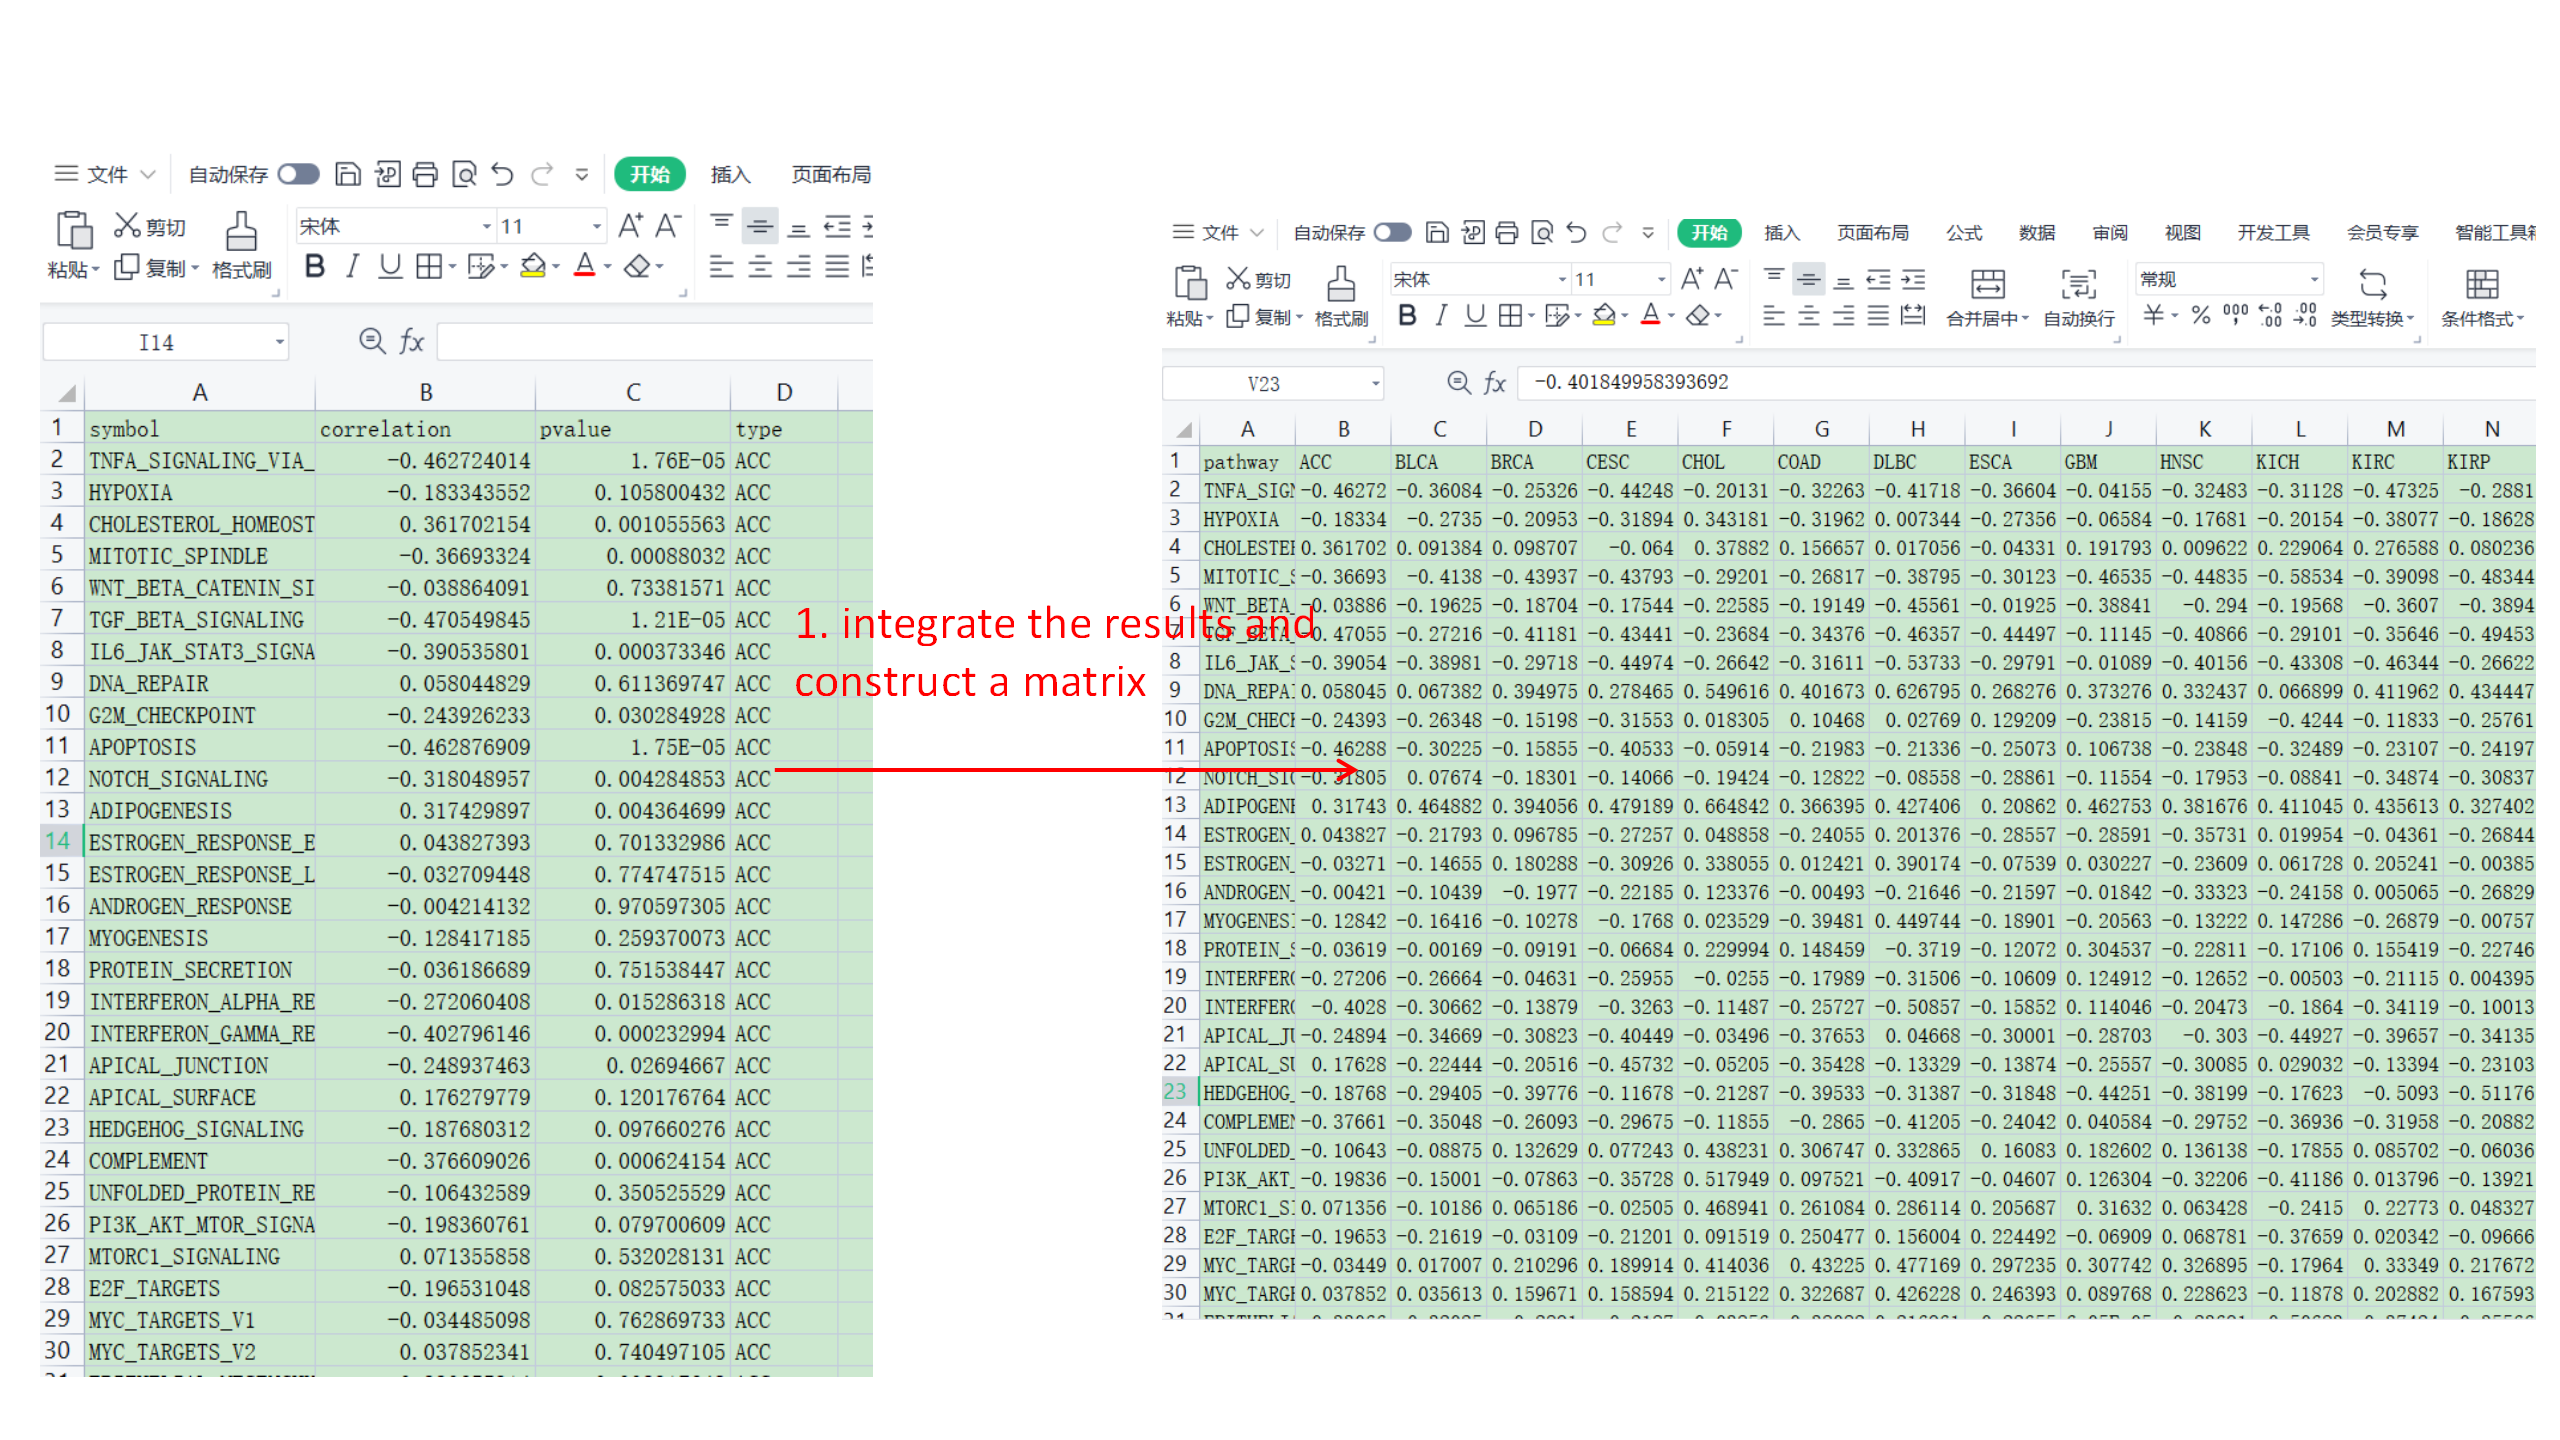 文件 自动保存 开始 插入 页面布局
剪切 宋体 11 A+ A-
粘贴 复制 格式刷 B I U A
I14 fx
A B C D
1 symbol correlation pvalue type
2 TNFA_SIGNALING_VIA_ -0.462724014 1.76E-05 ACC
3 HYPOXIA -0.183343552 0.105800432 ACC
4 CHOLESTEROL_HOMEOST 0.361702154 0.001055563 ACC
5 MITOTIC_SPINDLE -0.36693324 0.00088032 ACC
6 WNT_BETA_CATENIN_SI -0.038864091 0.73381571 ACC
7 TGF_BETA_SIGNALING -0.470549845 1.21E-05 ACC
8 IL6_JAK_STAT3_SIGNA -0.390535801 0.000373346 ACC
9 DNA_REPAIR 0.058044829 0.611369747 ACC
10 G2M_CHECKPOINT -0.243926233 0.030284928 ACC
11 APOPTOSIS -0.462876909 1.75E-05 ACC
12 NOTCH_SIGNALING -0.318048957 0.004284853 ACC
13 ADIPOGENESIS 0.317429897 0.004364699 ACC
14 ESTROGEN_RESPONSE_E 0.043827393 0.701332986 ACC
15 ESTROGEN_RESPONSE_L -0.032709448 0.774747515 ACC
16 ANDROGEN_RESPONSE -0.004214132 0.970597305 ACC
17 MYOGENESIS -0.128417185 0.259370073 ACC
18 PROTEIN_SECRETION -0.036186689 0.751538447 ACC
19 INTERFERON_ALPHA_RE -0.272060408 0.015286318 ACC
20 INTERFERON_GAMMA_RE -0.402796146 0.000232994 ACC
21 APICAL_JUNCTION -0.248937463 0.02694667 ACC
22 APICAL_SURFACE 0.176279779 0.120176764 ACC
23 HEDGEHOG_SIGNALING -0.187680312 0.097660276 ACC
24 COMPLEMENT -0.376609026 0.000624154 ACC
25 UNFOLDED_PROTEIN_RE -0.106432589 0.350525529 ACC
26 PI3K_AKT_MTOR_SIGNA -0.198360761 0.079700609 ACC
27 MTORC1_SIGNALING 0.071355858 0.532028131 ACC
28 E2F_TARGETS -0.196531048 0.082575033 ACC
29 MYC_TARGETS_V1 -0.034485098 0.762869733 ACC
30 MYC_TARGETS_V2 0.037852341 0.740497105 ACC
1. integrate the results and
construct a matrix
文件 自动保存 开始 插入 页面布局 公式 数据 审阅 视图 开发工具 会员专享 智能工具箱
剪切 宋体 11 A+ A- 常规
粘贴 复制 格式刷 B I U A 合并居中 自动换行 ¥ % 000 .00 .00 类型转换 条件格式
V23 fx -0.401849958393692
A B C D E F G H I J K L M N
1 pathway ACC BLCA BRCA CESC CHOL COAD DLBC ESCA GBM HNSC KICH KIRC KIRP
2 TNFA_SIGN -0.46272 -0.36084 -0.25326 -0.44248 -0.20131 -0.32263 -0.41718 -0.36604 -0.04155 -0.32483 -0.31128 -0.47325 -0.2881
3 HYPOXIA -0.18334 -0.2735 -0.20953 -0.31894 0.343181 -0.31962 0.007344 -0.27356 -0.06584 -0.17681 -0.20154 -0.38077 -0.18628
4 CHOLESTE 0.361702 0.091384 0.098707 -0.064 0.37882 0.156657 0.017056 -0.04331 0.191793 0.009622 0.229064 0.276588 0.080236
5 MITOTIC_S -0.36693 -0.4138 -0.43937 -0.43793 -0.29201 -0.26817 -0.38795 -0.30123 -0.46535 -0.44835 -0.58534 -0.39098 -0.48344
6 WNT_BETA_ -0.03886 -0.19625 -0.18704 -0.17544 -0.22585 -0.19149 -0.45561 -0.01925 -0.38841 -0.294 -0.19568 -0.3607 -0.3894
7 TGF_BETA_ -0.47055 -0.27216 -0.41181 -0.43441 -0.23684 -0.34376 -0.46357 -0.44497 -0.11145 -0.40866 -0.29101 -0.35646 -0.49453
8 IL6_JAK_S -0.39054 -0.38981 -0.29718 -0.44974 -0.26642 -0.31611 -0.53733 -0.29791 -0.01089 -0.40156 -0.43308 -0.46344 -0.26622
9 DNA_REPAI 0.058045 0.067382 0.394975 0.278465 0.549616 0.401673 0.626795 0.268276 0.373276 0.332437 0.066899 0.411962 0.434447
10 G2M_CHECK -0.24393 -0.26348 -0.15198 -0.31553 0.018305 0.10468 0.02769 0.129209 -0.23815 -0.14159 -0.4244 -0.11833 -0.25761
11 APOPTOSIS -0.46288 -0.30225 -0.15855 -0.40533 -0.05914 -0.21983 -0.21336 -0.25073 0.106738 -0.23848 -0.32489 -0.23107 -0.24197
12 NOTCH_SIG -0.31805 0.07674 -0.18301 -0.14066 -0.19424 -0.12822 -0.08558 -0.28861 -0.11554 -0.17953 -0.08841 -0.34874 -0.30837
13 ADIPOGENE 0.31743 0.464882 0.394056 0.479189 0.664842 0.366395 0.427406 0.20862 0.462753 0.381676 0.411045 0.435613 0.327402
14 ESTROGEN_ 0.043827 -0.21793 0.096785 -0.27257 0.048858 -0.24055 0.201376 -0.28557 -0.28591 -0.35731 0.019954 -0.04361 -0.26844
15 ESTROGEN_ -0.03271 -0.14655 0.180288 -0.30926 0.338055 0.012421 0.390174 -0.07539 0.030227 -0.23609 0.061728 0.205241 -0.00385
16 ANDROGEN_ -0.00421 -0.10439 -0.1977 -0.22185 0.123376 -0.00493 -0.21646 -0.21597 -0.01842 -0.33323 -0.24158 0.005065 -0.26829
17 MYOGENESI -0.12842 -0.16416 -0.10278 -0.1768 0.023529 -0.39481 0.449744 -0.18901 -0.20563 -0.13222 0.147286 -0.26879 -0.00757
18 PROTEIN_S -0.03619 -0.00169 -0.09191 -0.06684 0.229994 0.148459 -0.3719 -0.12072 0.304537 -0.22811 -0.17106 0.155419 -0.22746
19 INTERFERO -0.27206 -0.26664 -0.04631 -0.25955 -0.0255 -0.17989 -0.31506 -0.10609 0.124912 -0.12652 -0.00503 -0.21115 0.004395
20 INTERFERO -0.4028 -0.30662 -0.13879 -0.3263 -0.11487 -0.25727 -0.50857 -0.15852 0.114046 -0.20473 -0.1864 -0.34119 -0.10013
21 APICAL_JU -0.24894 -0.34669 -0.30823 -0.40449 -0.03496 -0.37653 0.04668 -0.30001 -0.28703 -0.303 -0.44927 -0.39657 -0.34135
22 APICAL_SU 0.17628 -0.22444 -0.20516 -0.45732 -0.05205 -0.35428 -0.13329 -0.13874 -0.25557 -0.30085 0.029032 -0.13394 -0.23103
23 HEDGEHOG_ -0.18768 -0.29405 -0.39776 -0.11678 -0.21287 -0.39533 -0.31387 -0.31848 -0.44251 -0.38199 -0.17623 -0.5093 -0.51176
24 COMPLEMEN -0.37661 -0.35048 -0.26093 -0.29675 -0.11855 -0.2865 -0.41205 -0.24042 0.040584 -0.29752 -0.36936 -0.31958 -0.20882
25 UNFOLDED_ -0.10643 -0.08875 0.132629 0.077243 0.438231 0.306747 0.332865 0.16083 0.182602 0.136138 -0.17855 0.085702 -0.06036
26 PI3K_AKT_ -0.19836 -0.15001 -0.07863 -0.35728 0.517949 0.097521 -0.40917 -0.04607 0.126304 -0.32206 -0.41186 0.013796 -0.13921
27 MTORC1_SI 0.071356 -0.10186 0.065186 -0.02505 0.468941 0.261084 0.286114 0.205687 0.31632 0.063428 -0.2415 0.22773 0.048327
28 E2F_TARGE -0.19653 -0.21619 -0.03109 -0.21201 0.091519 0.250477 0.156004 0.224492 -0.06909 0.068781 -0.37659 0.020342 -0.09666
29 MYC_TARGE -0.03449 0.017007 0.210296 0.189914 0.414036 0.43225 0.477169 0.297235 0.307742 0.326895 -0.17964 0.33349 0.217672
30 MYC_TARGE 0.037852 0.035613 0.159671 0.158594 0.215122 0.322687 0.426228 0.246393 0.089768 0.228623 -0.11878 0.202882 0.167593